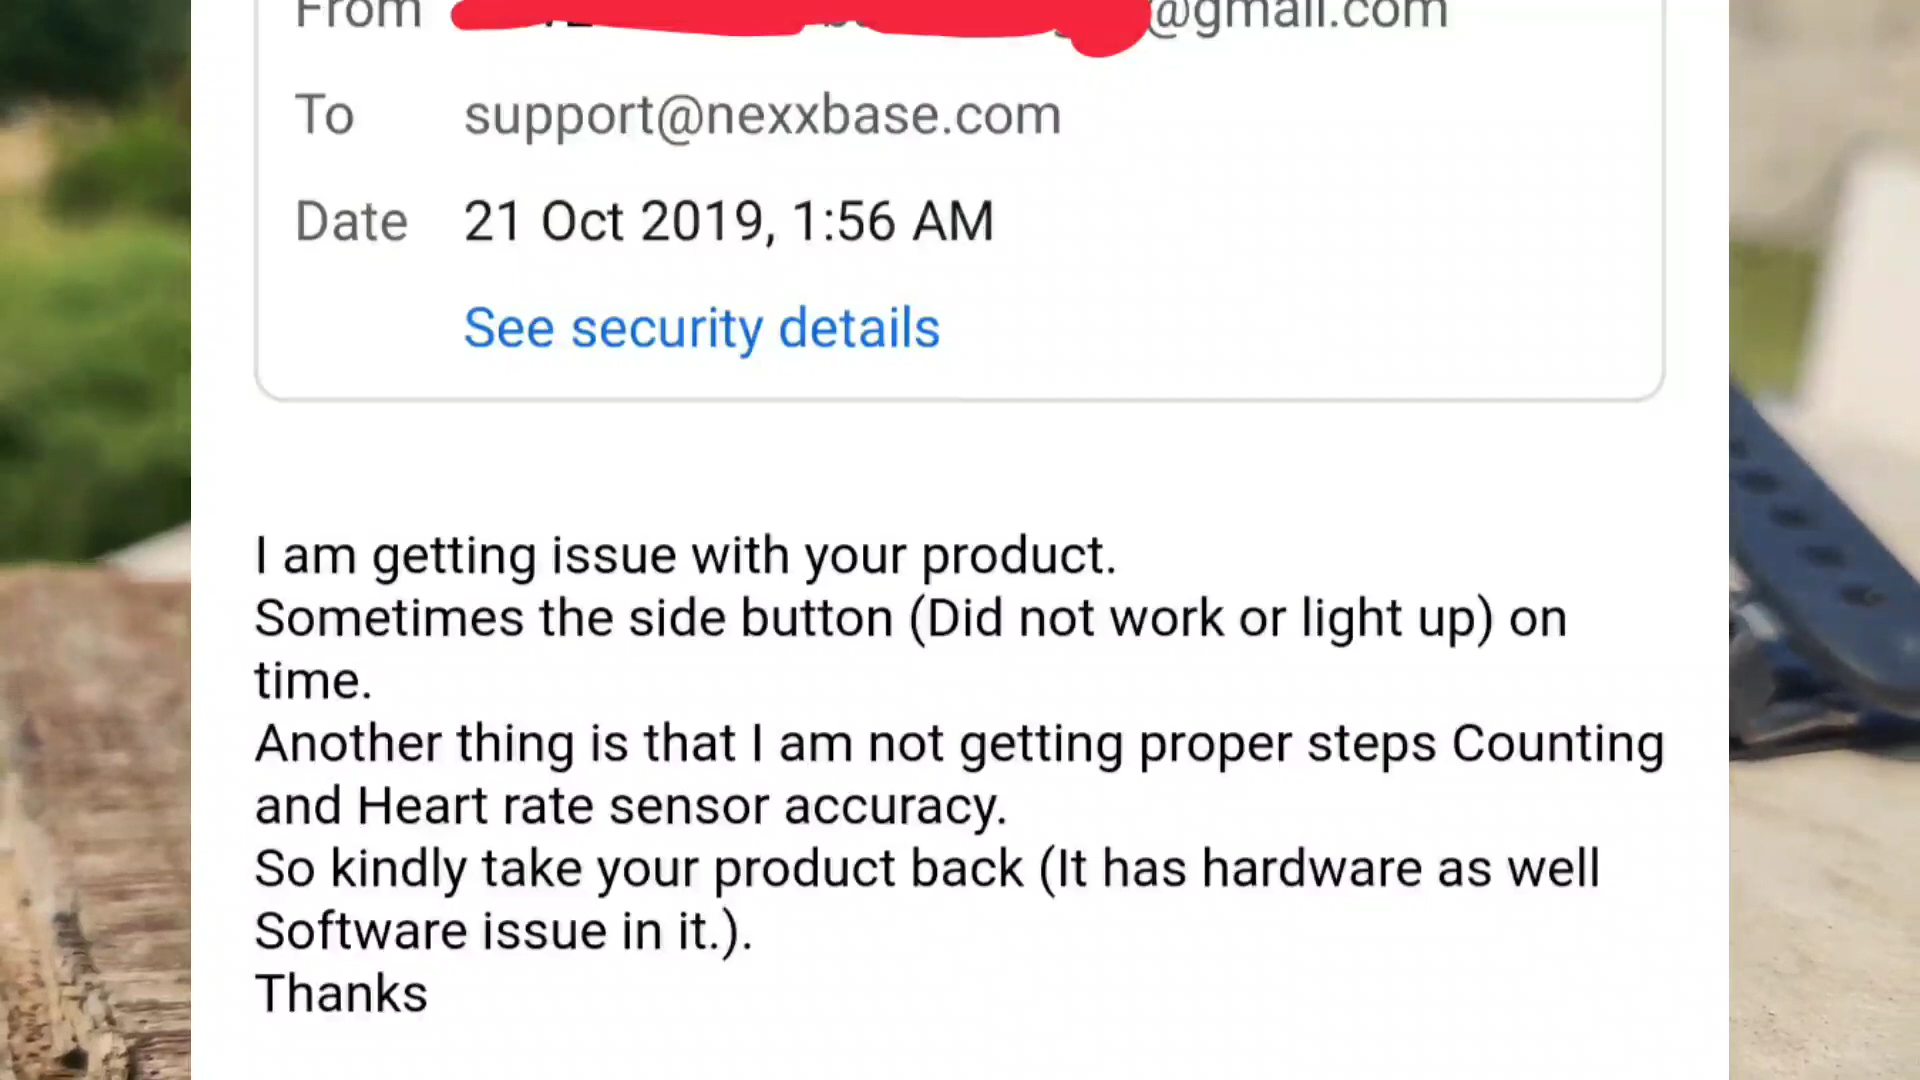 From @gmail.com
To support@nexxbase.com
Date 21 Oct 2019, 1:56 AM
See security details
I am getting issue with your product.
Sometimes the side button (Did not work or light up) on
time.
Another thing is that I am not getting proper steps Counting
and Heart rate sensor accuracy.
So kindly take your product back (It has hardware as well
Software issue in it.).
Thanks